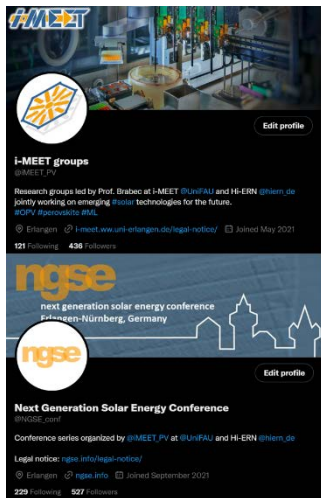 i-MEET
Edit profile
i-MEET groups
@iMEET_PV
Research groups led by Prof. Brabec at i-MEET @UniFAU and Hi-ERN @hiern_de
jointly working on emerging #solar technologies for the future.
#OPV #perovskite #ML
Erlangen i-meet.ww.uni-erlangen.de/legal-notice/ Joined May 2021
121 Following 436 Followers
ngse
next generation solar energy conference
Erlangen-Nürnberg, Germany
ngse
Edit profile
Next Generation Solar Energy Conference
@NGSE_conf
Conference series organized by @iMEET_PV at @UniFAU and HI-ERN @hiern_de
Legal notice: ngse.info/legal-notice/
Erlangen ngse.info Joined September 2021
229 Following 527 Followers